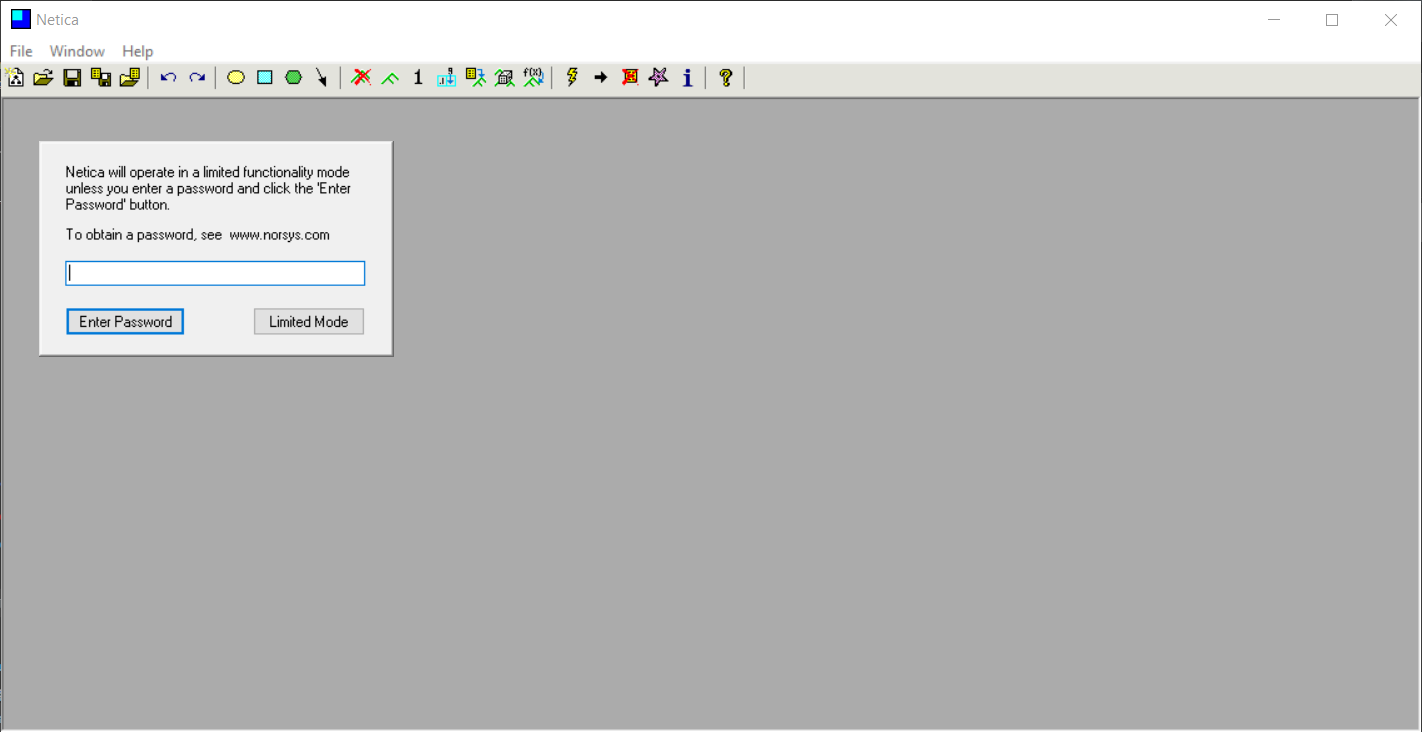 Netica
File Window Help
1 f(x) i ?
Netica will operate in a limited functionality mode
unless you enter a password and click the 'Enter
Password' button.
To obtain a password, see www.norsys.com
Enter Password Limited Mode